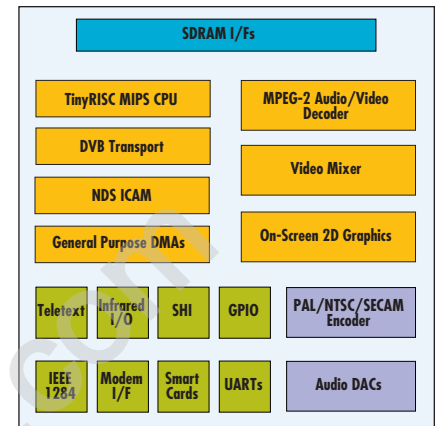 SDRAM I/Fs
TinyRISC MIPS CPU
MPEG-2 Audio/Video
Decoder
DVB Transport
Video Mixer
NDS ICAM
General Purpose DMAs
On-Screen 2D Graphics
Teletext
Infrared
I/O
SHI
GPIO
PAL/NTSC/SECAM
Encoder
IEEE
1284
Modem
I/F
Smart
Cards
UARTs
Audio DACs
com